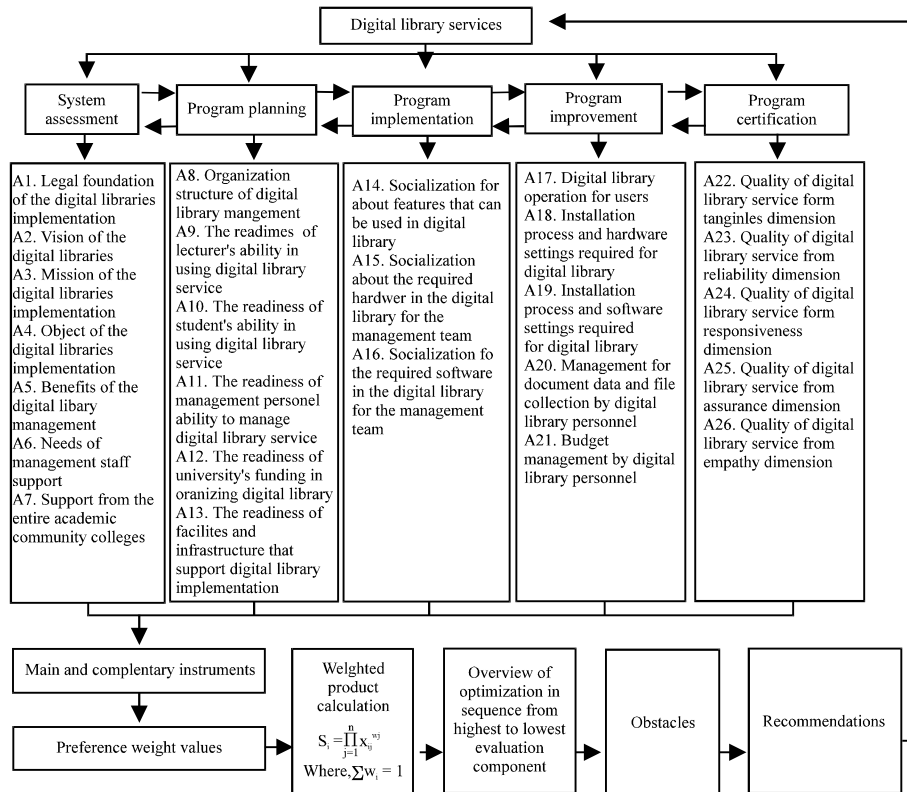 Digital library services
System
assessment
Program planning
Program
implementation
Program
improvement
Program
certification
A1. Legal foundation
of the digital libraries
implementation
A2. Vision of the
digital libraries
A3. Mission of the
digital libraries
implementation
A4. Object of the
digital libraries
implementation
A5. Benefits of the
digital libary
management
A6. Needs of
management staff
support
A7. Support from the
entire academic
community colleges
A8. Organization
structure of digital
library mangement
A9. The readimes of
lecturer's ability in
using digital library
service
A10. The readiness of
student's ability in
using digital library
service
A11. The readiness of
management personel
ability to manage
digital library service
A12. The readiness of
university's funding in
oranizing digital library
A13. The readiness of
facilites and
infrastructure that
support digital library
implementation
A14. Socialization for
about features that can
be used in digital
library
A15. Socialization
about the required
hardwer in the digital
library for the
management team
A16. Socialization fo
the required software
in the digital library
for the management
team
A17. Digital library
operation for users
A18. Installation
process and hardware
settings required for
digital library
A19. Installation
process and software
settings required
for digital library
A20. Management for
document data and file
collection by digital
library personnel
A21. Budget
management by digital
library personnel
A22. Quality of digital
library service form
tanginles dimension
A23. Quality of digital
library service from
reliability dimension
A24. Quality of digital
library service form
responsiveness
dimension
A25. Quality of digital
library service from
assurance dimension
A26. Quality of digital
library service from
empathy dimension
Main and complentary instruments
Preference weight values
Weighted
product
calculation
S_i = ∏_{j=1}^{n} x_{ij}^{wj}
Where, ∑w_i = 1
Overview of
optimization in
sequence from
highest to lowest
evaluation
component
Obstacles
Recommendations